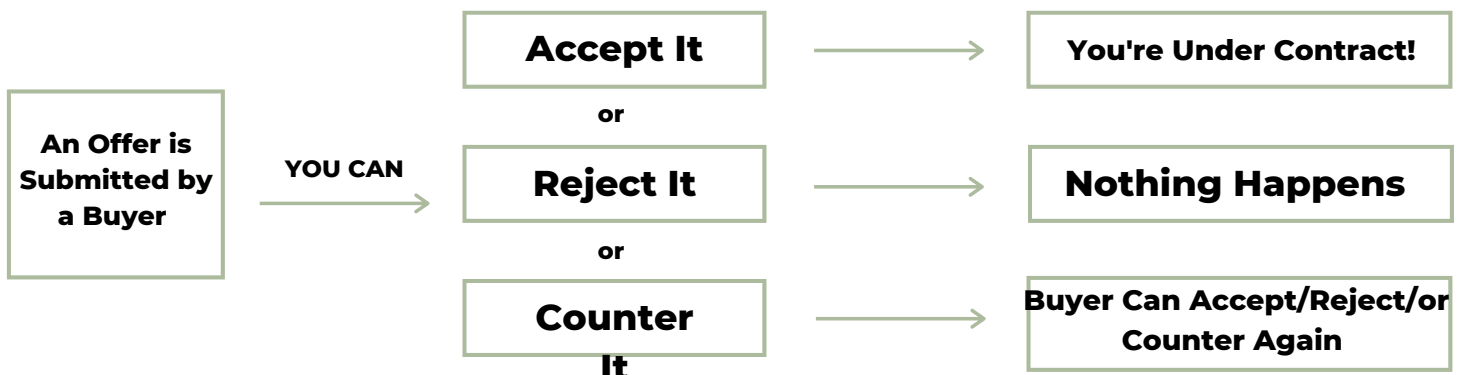 An Offer is
Submitted by
a Buyer
YOU CAN
Accept It
or
Reject It
or
Counter
It
You're Under Contract!
Nothing Happens
Buyer Can Accept/Reject/or
Counter Again